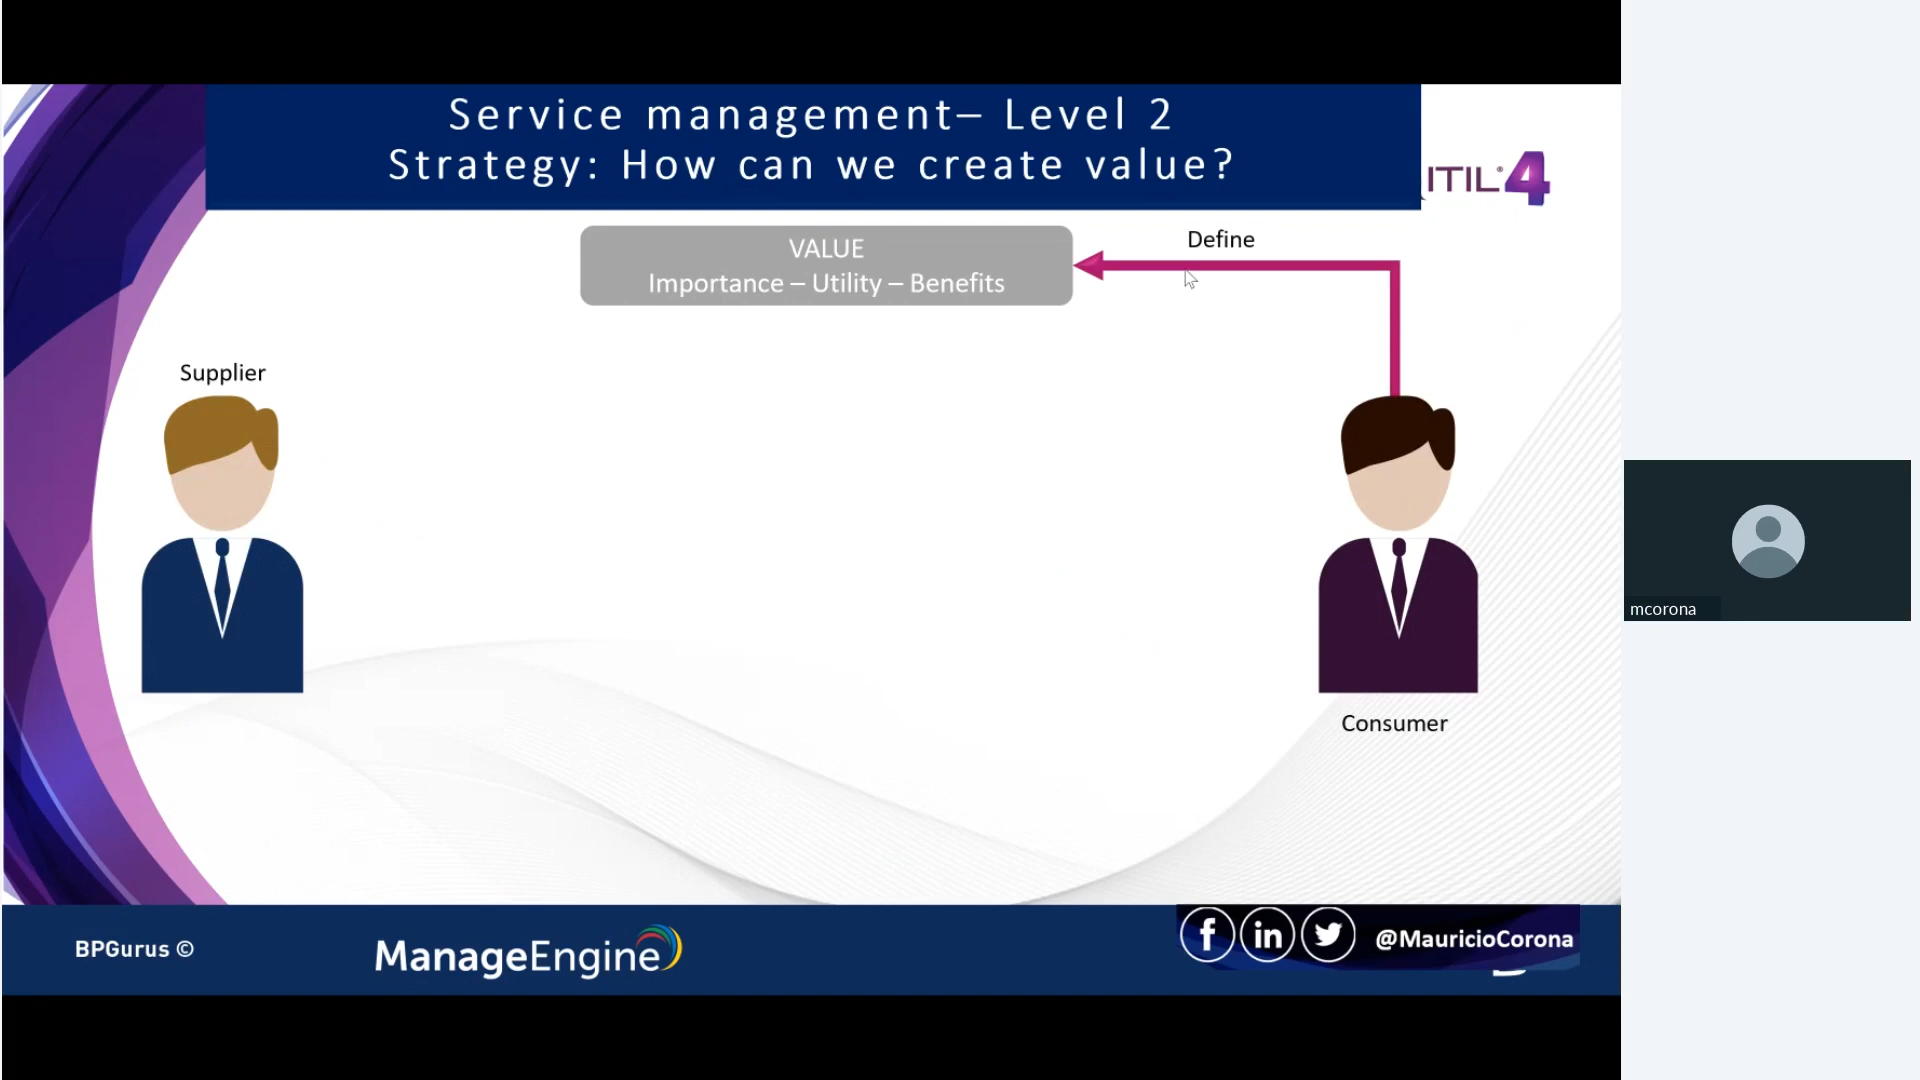 Service management– Level 2
Strategy: How can we create value?
ITIL® 4
VALUE
Importance – Utility – Benefits
Define
Supplier
Consumer
mcorona
BPGurus ©
ManageEngine
f in @MauricioCorona